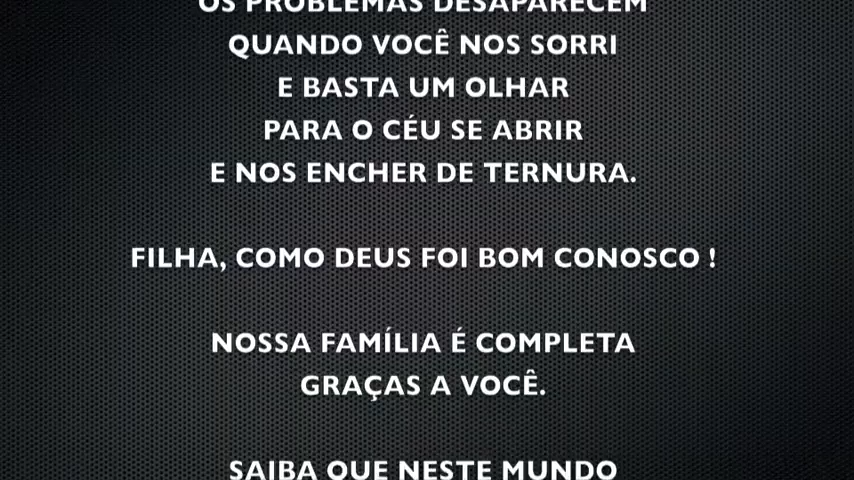 OS PROBLEMAS DESAPARECEM
QUANDO VOCÊ NOS SORRI
E BASTA UM OLHAR
PARA O CÉU SE ABRIR
E NOS ENCHER DE TERNURA.
FILHA, COMO DEUS FOI BOM CONOSCO !
NOSSA FAMÍLIA É COMPLETA
GRAÇAS A VOCÊ.
SAIBA QUE NESTE MUNDO